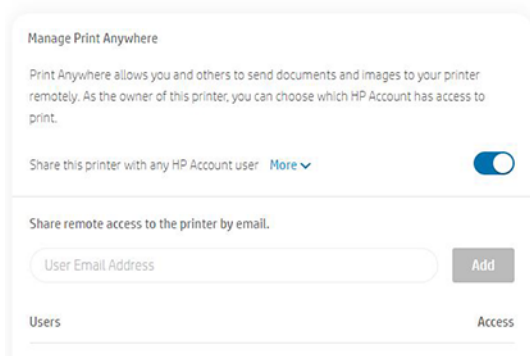 Manage Print Anywhere
Print Anywhere allows you and others to send documents and images to your printer
remotely. As the owner of this printer, you can choose which HP Account has access to
print.
Share this printer with any HP Account user More
Share remote access to the printer by email.
User Email Address
Add
Users Access